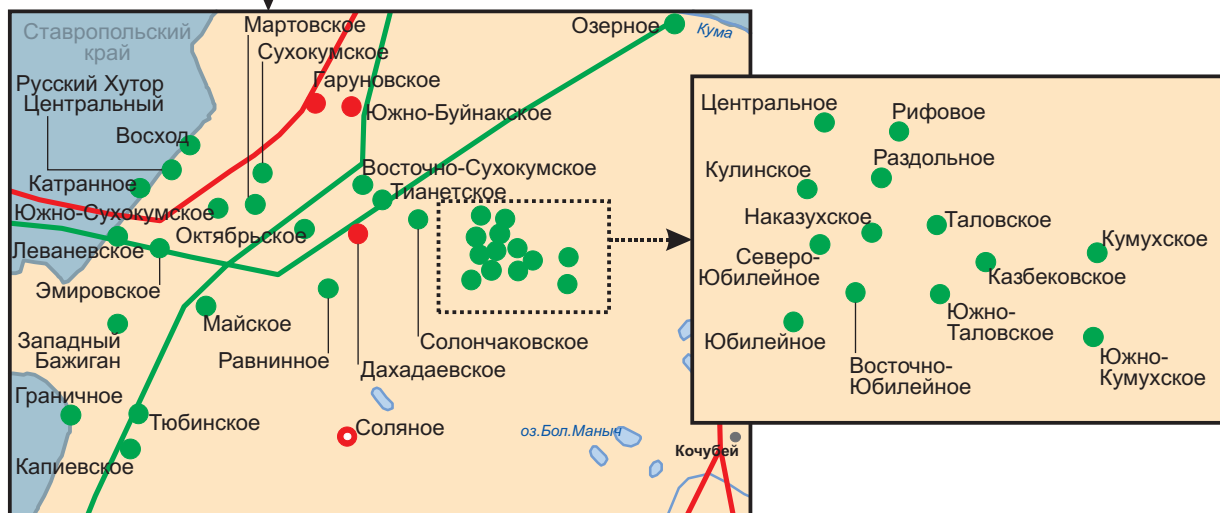 Ставропольский
край
Мартовское
Сухокумское
Озерное
Кума
Русский Хутор
Центральный
Гаруновское
Южно-Буйнакское
Восход
Восточно-Сухокумское
Катранное
Тианетское
Южно-Сухокумское
Октябрьское
Леваневское
Эмировское
Майское
Солончаковское
Западный
Бажиган
Равнинное
Дахадаевское
Граничное
Тюбинское
Соляное
оз.Бол.Маныч
Капиевское
Кочубей
Центральное
Рифовое
Раздольное
Кулинское
Наказухское
Таловское
Северо-
Юбилейное
Кумухское
Казбековское
Южно-
Таловское
Юбилейное
Восточно-
Юбилейное
Южно-
Кумухское